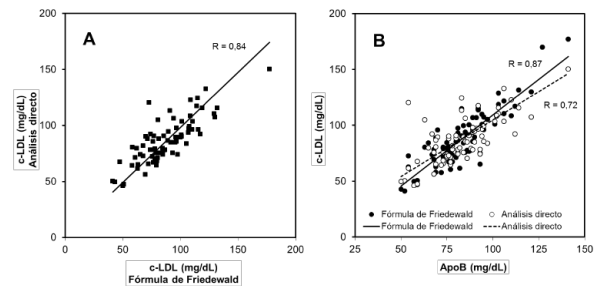 A
R = 0,84
200
150
100
50
0
c-LDL (mg/dL)
Análisis directo
0
50
100
150
200
c-LDL (mg/dL)
Fórmula de Friedewald
B
R = 0,87
R = 0,72
200
150
100
50
0
c-LDL (mg/dL)
Fórmula de Friedewald
Análisis directo
Fórmula de Friedewald
Análisis directo
25
50
75
100
125
150
ApoB (mg/dL)